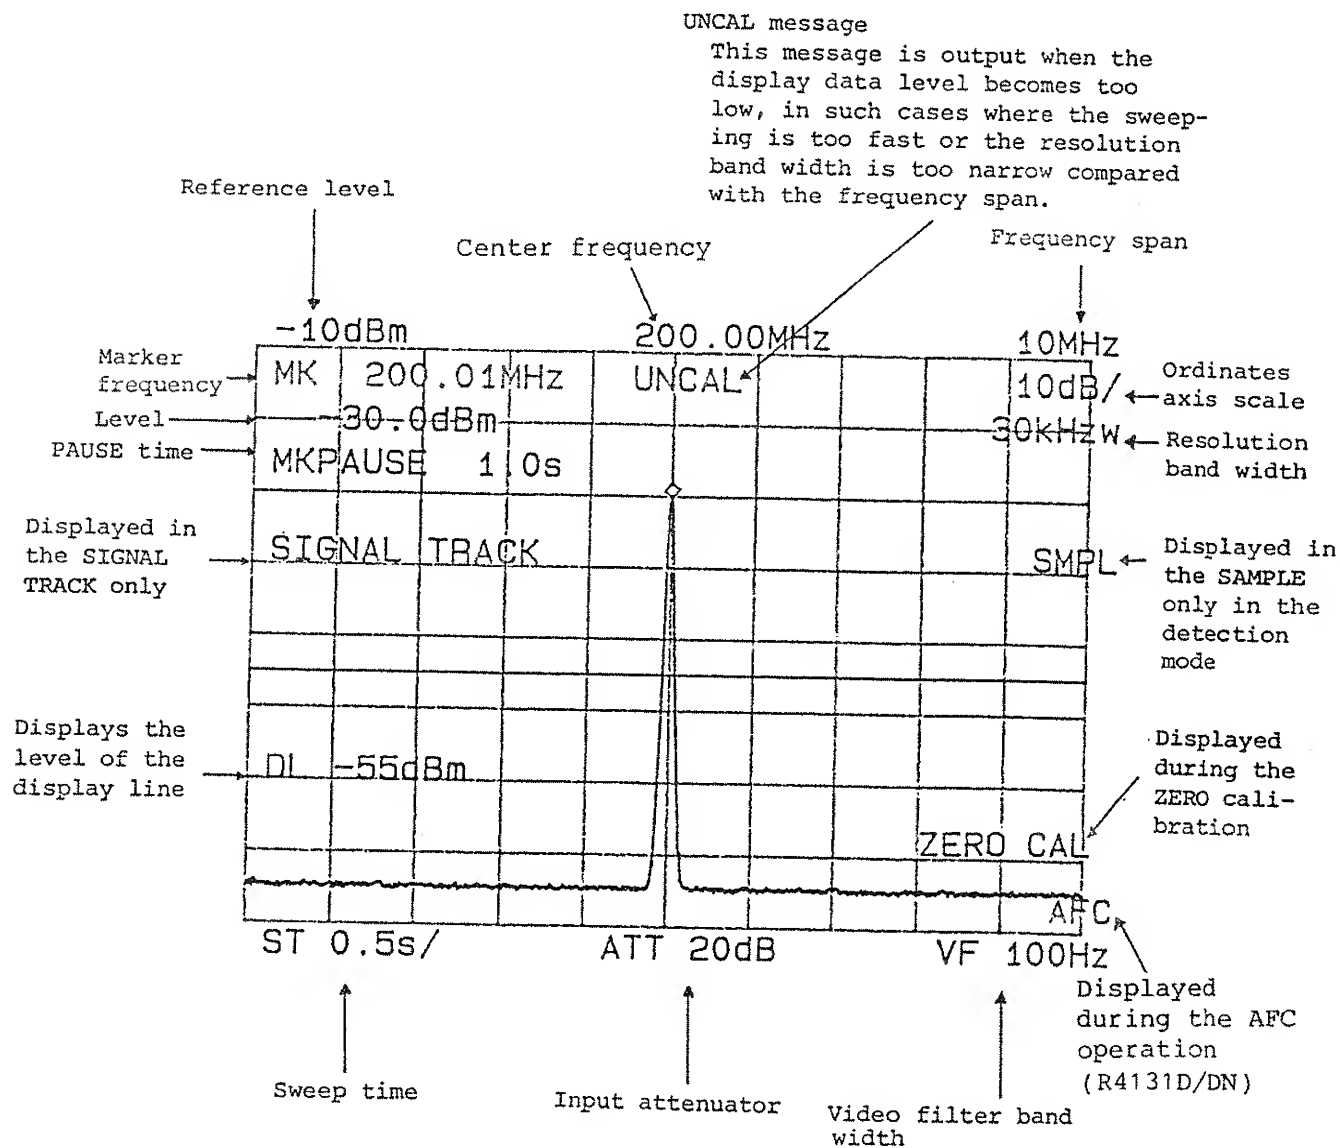 UNCAL message
This message is output when the
display data level becomes too
low, in such cases where the sweep-
ing is too fast or the resolution
band width is too narrow compared
with the frequency span.
Reference level
Center frequency
Frequency span
-10dBm
200.00MHz
10MHz
Marker
frequency
MK 200.01MHz
UNCAL
10dB/
Ordinates
axis scale
Level
-30.0dBm
30kHzW
Resolution
band width
PAUSE time
MKPAUSE 1.0s
Displayed in
the SIGNAL
TRACK only
SIGNAL TRACK
SMPL
Displayed in
the SAMPLE
only in the
detection
mode
Displays the
level of the
display line
DL -55dBm
Displayed
during the
ZERO cali-
bration
ZERO CAL
AFC
ST 0.5s/
ATT 20dB
VF 100Hz
Displayed
during the AFC
operation
(R4131D/DN)
Sweep time
Input attenuator
Video filter band
width